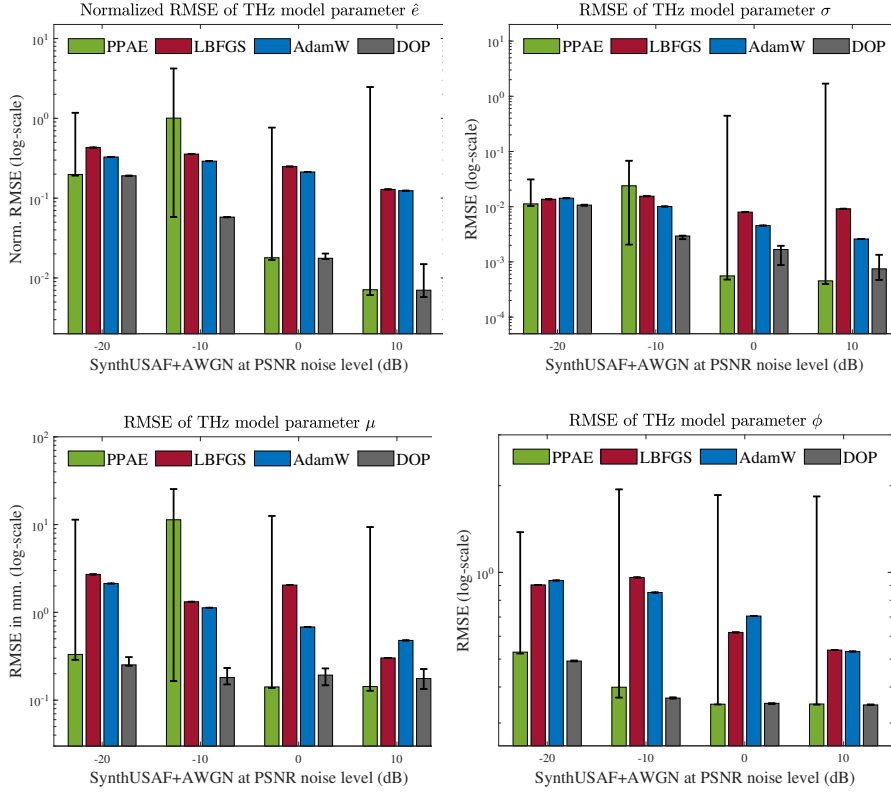 Normalized RMSE of THz model parameter ê
PPAE LBFGS AdamW DOP
Norm. RMSE (log-scale)
10^1
10^0
10^-1
10^-2
-20 -10 0 10
SynthUSAF+AWGN at PSNR noise level (dB)
RMSE of THz model parameter σ
PPAE LBFGS AdamW DOP
RMSE (log-scale)
10^1
10^0
10^-1
10^-2
10^-3
10^-4
-20 -10 0 10
SynthUSAF+AWGN at PSNR noise level (dB)
RMSE of THz model parameter μ
PPAE LBFGS AdamW DOP
RMSE in mm. (log-scale)
10^2
10^1
10^0
10^-1
-20 -10 0 10
SynthUSAF+AWGN at PSNR noise level (dB)
RMSE of THz model parameter ϕ
PPAE LBFGS AdamW DOP
RMSE (log-scale)
10^0
-20 -10 0 10
SynthUSAF+AWGN at PSNR noise level (dB)